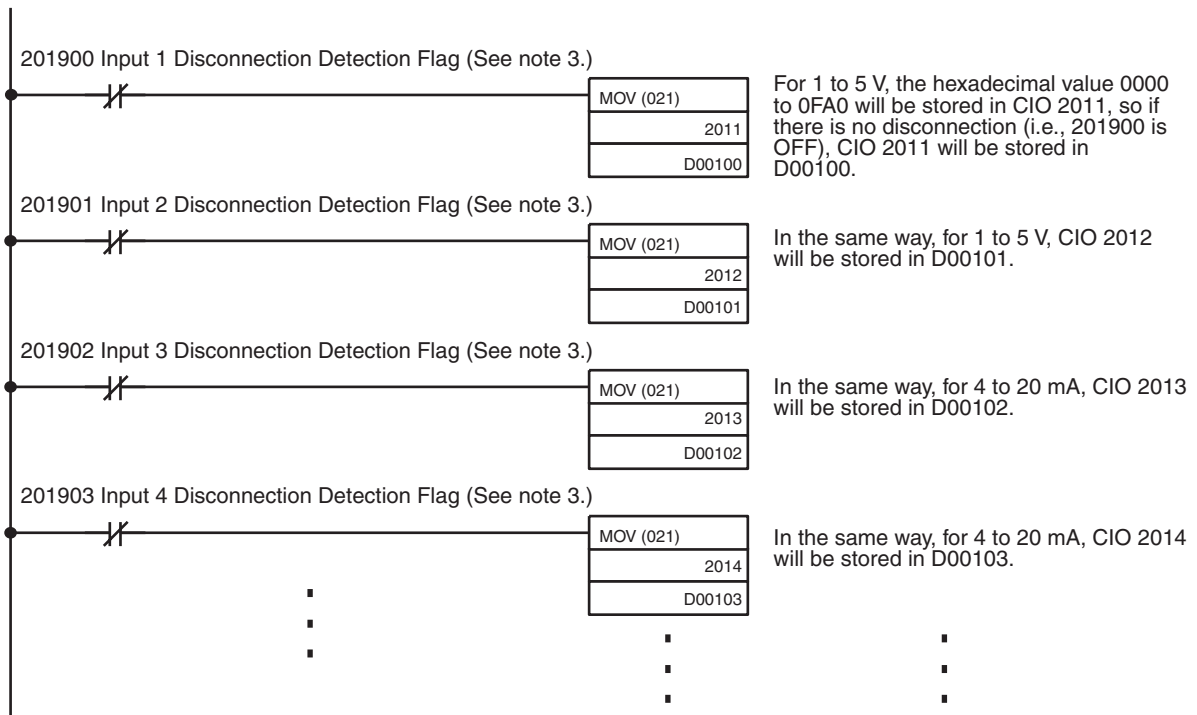 201900 Input 1 Disconnection Detection Flag (See note 3.)
MOV (021)
2011
D00100
For 1 to 5 V, the hexadecimal value 0000
to 0FA0 will be stored in CIO 2011, so if
there is no disconnection (i.e., 201900 is
OFF), CIO 2011 will be stored in
D00100.
201901 Input 2 Disconnection Detection Flag (See note 3.)
MOV (021)
2012
D00101
In the same way, for 1 to 5 V, CIO 2012
will be stored in D00101.
201902 Input 3 Disconnection Detection Flag (See note 3.)
MOV (021)
2013
D00102
In the same way, for 4 to 20 mA, CIO 2013
will be stored in D00102.
201903 Input 4 Disconnection Detection Flag (See note 3.)
MOV (021)
2014
D00103
In the same way, for 4 to 20 mA, CIO 2014
will be stored in D00103.